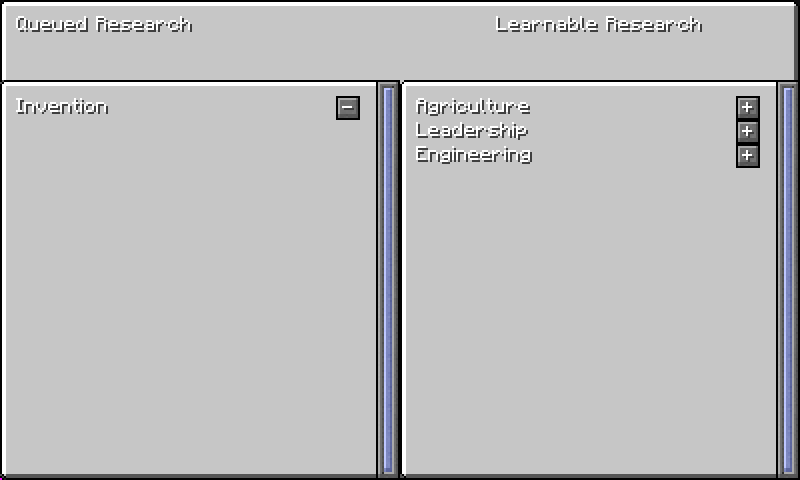 Queued Research
Learnable Research
Invention
Agriculture
Leadership
Engineering